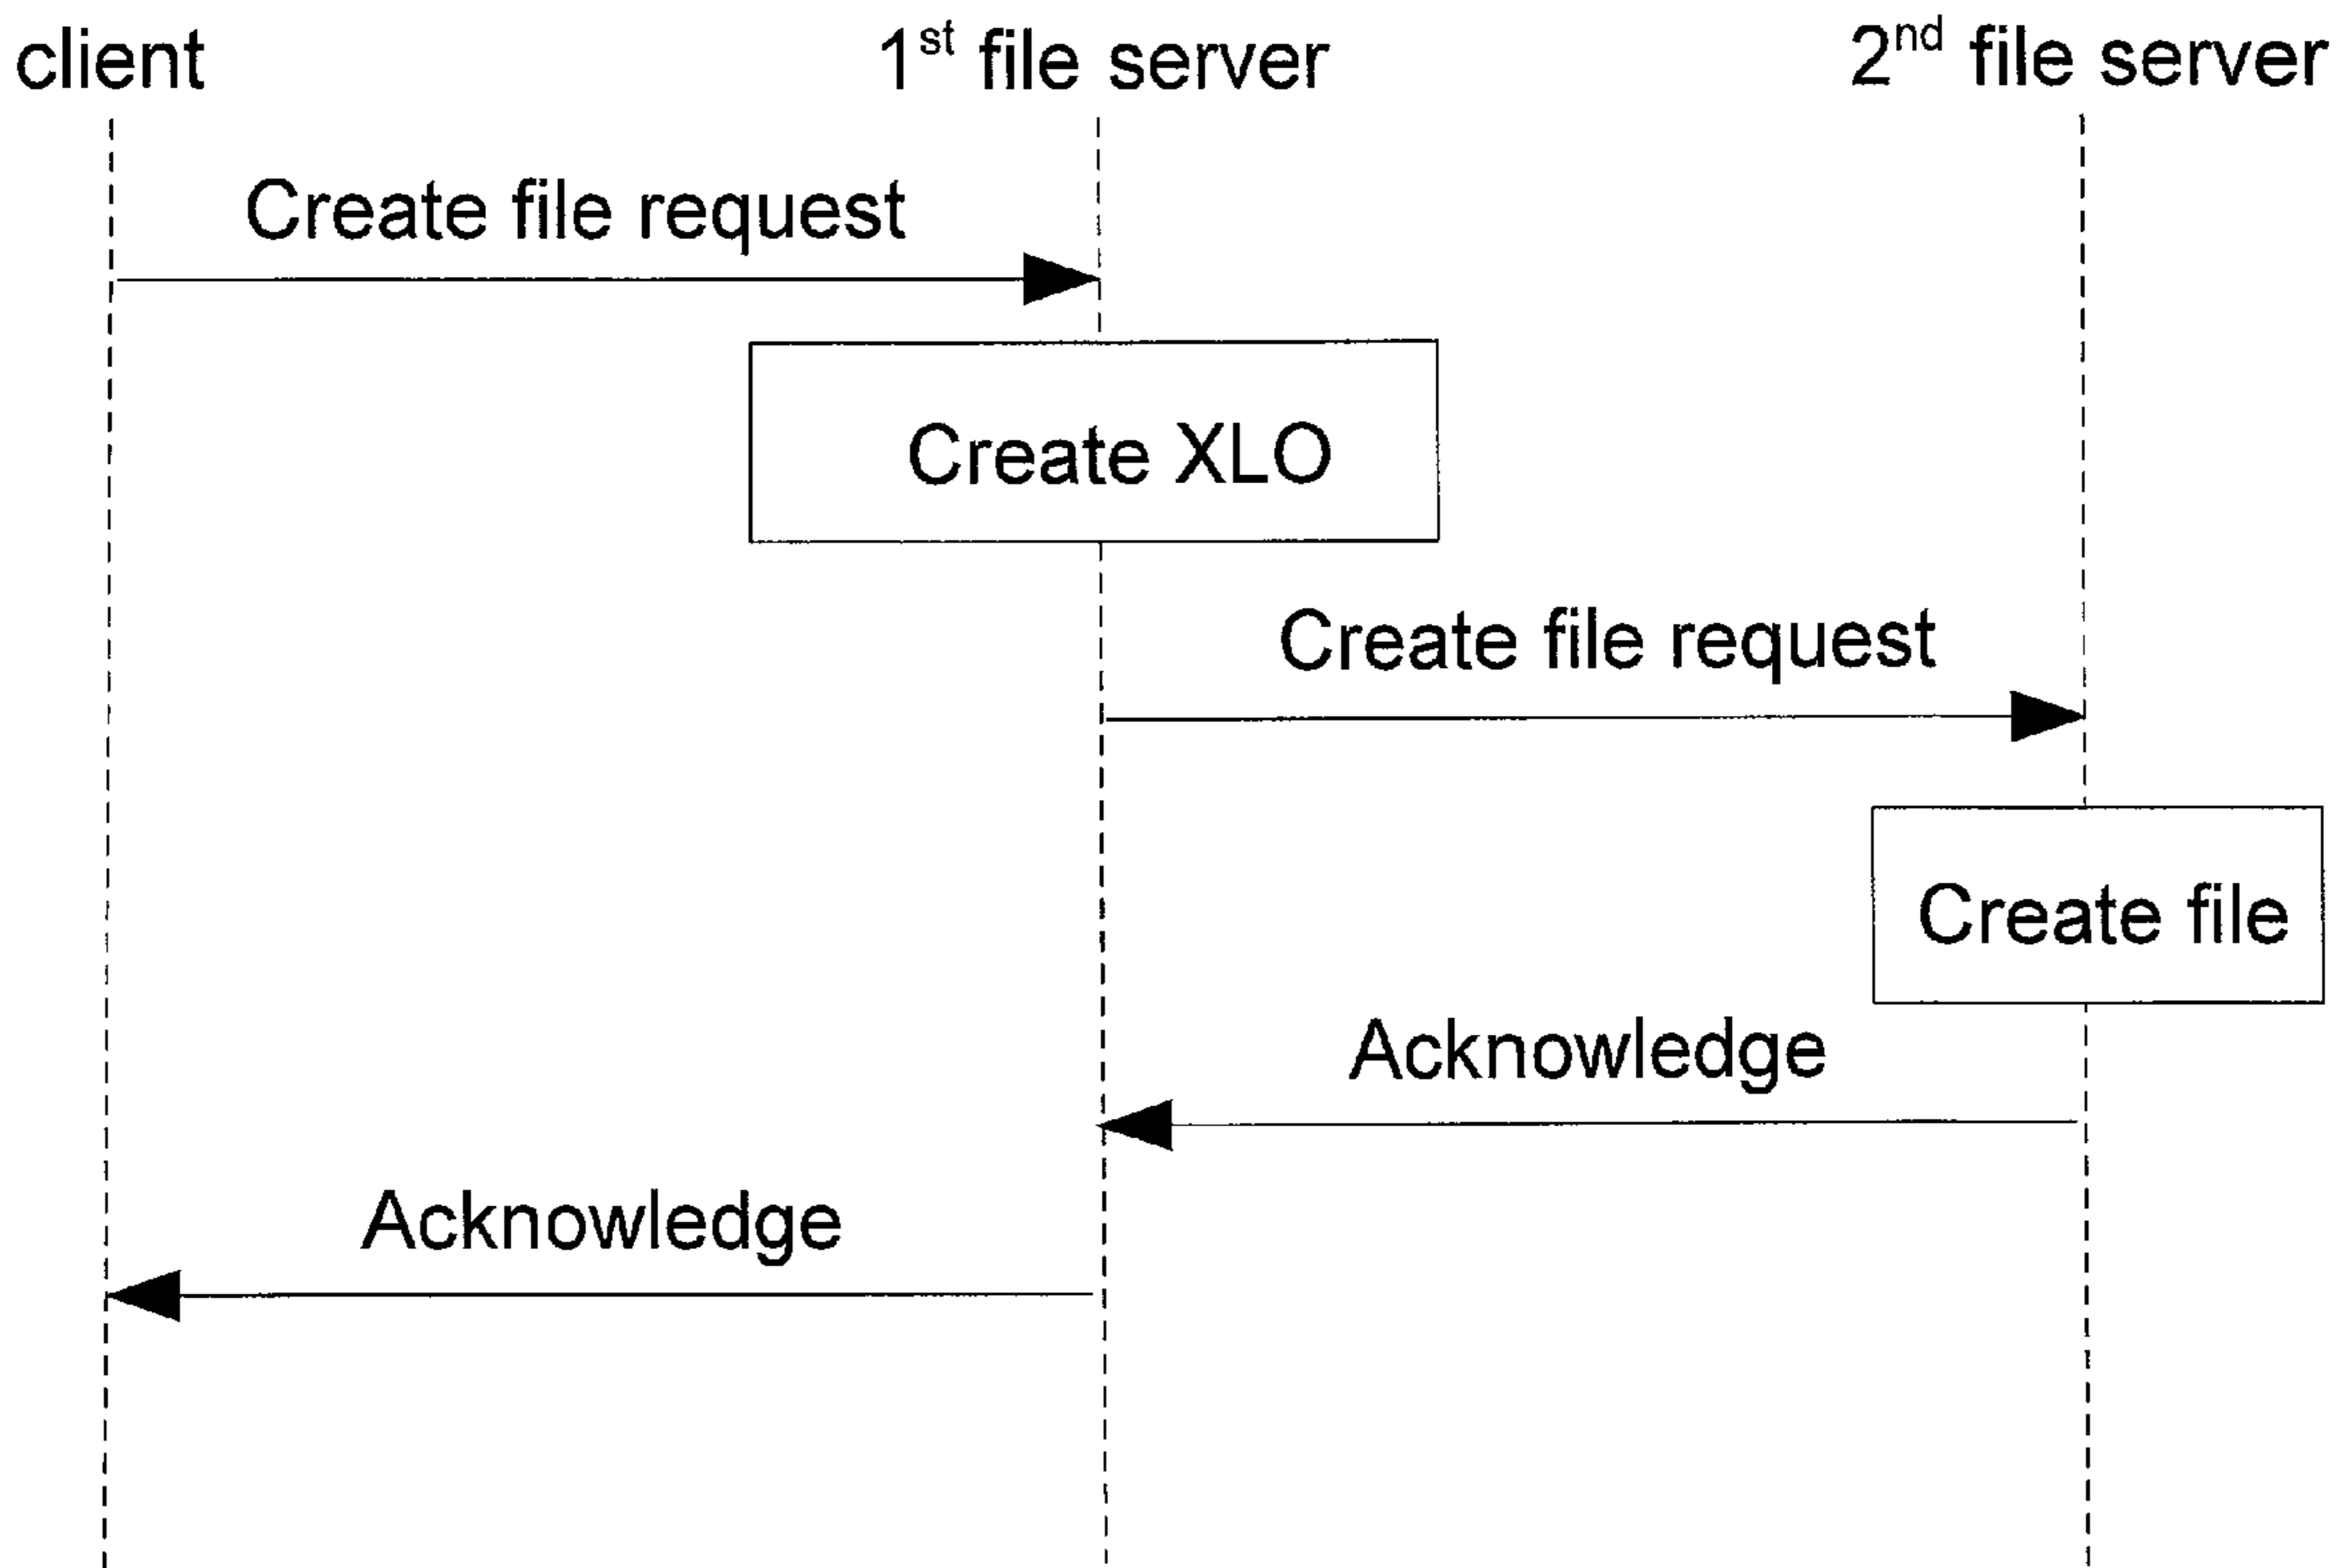 client
1st file server
2nd file server
Create file request
Create XLO
Create file request
Create file
Acknowledge
Acknowledge